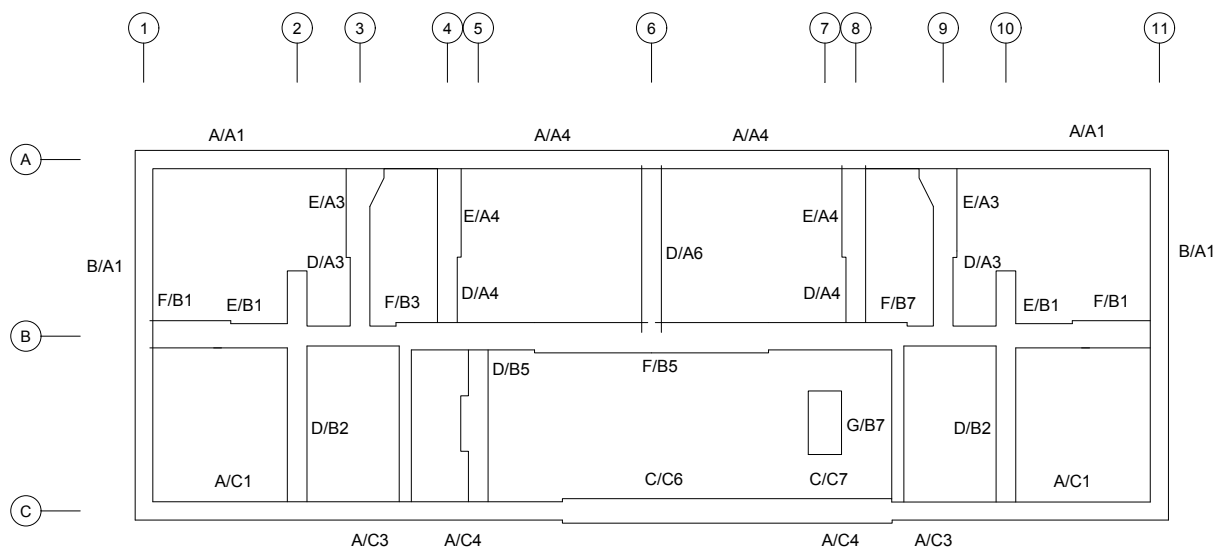 1 2 3 4 5 6 7 8 9 10 11
A/A1 A/A4 A/A4 A/A1
A
E/A3 E/A4 E/A4 E/A3
B/A1 D/A3 D/A6 D/A3 B/A1
F/B1 E/B1 F/B3 D/A4 D/A4 F/B7 E/B1 F/B1
B
D/B5 F/B5
D/B2 G/B7 D/B2
A/C1 C/C6 C/C7 A/C1
C
A/C3 A/C4 A/C4 A/C3